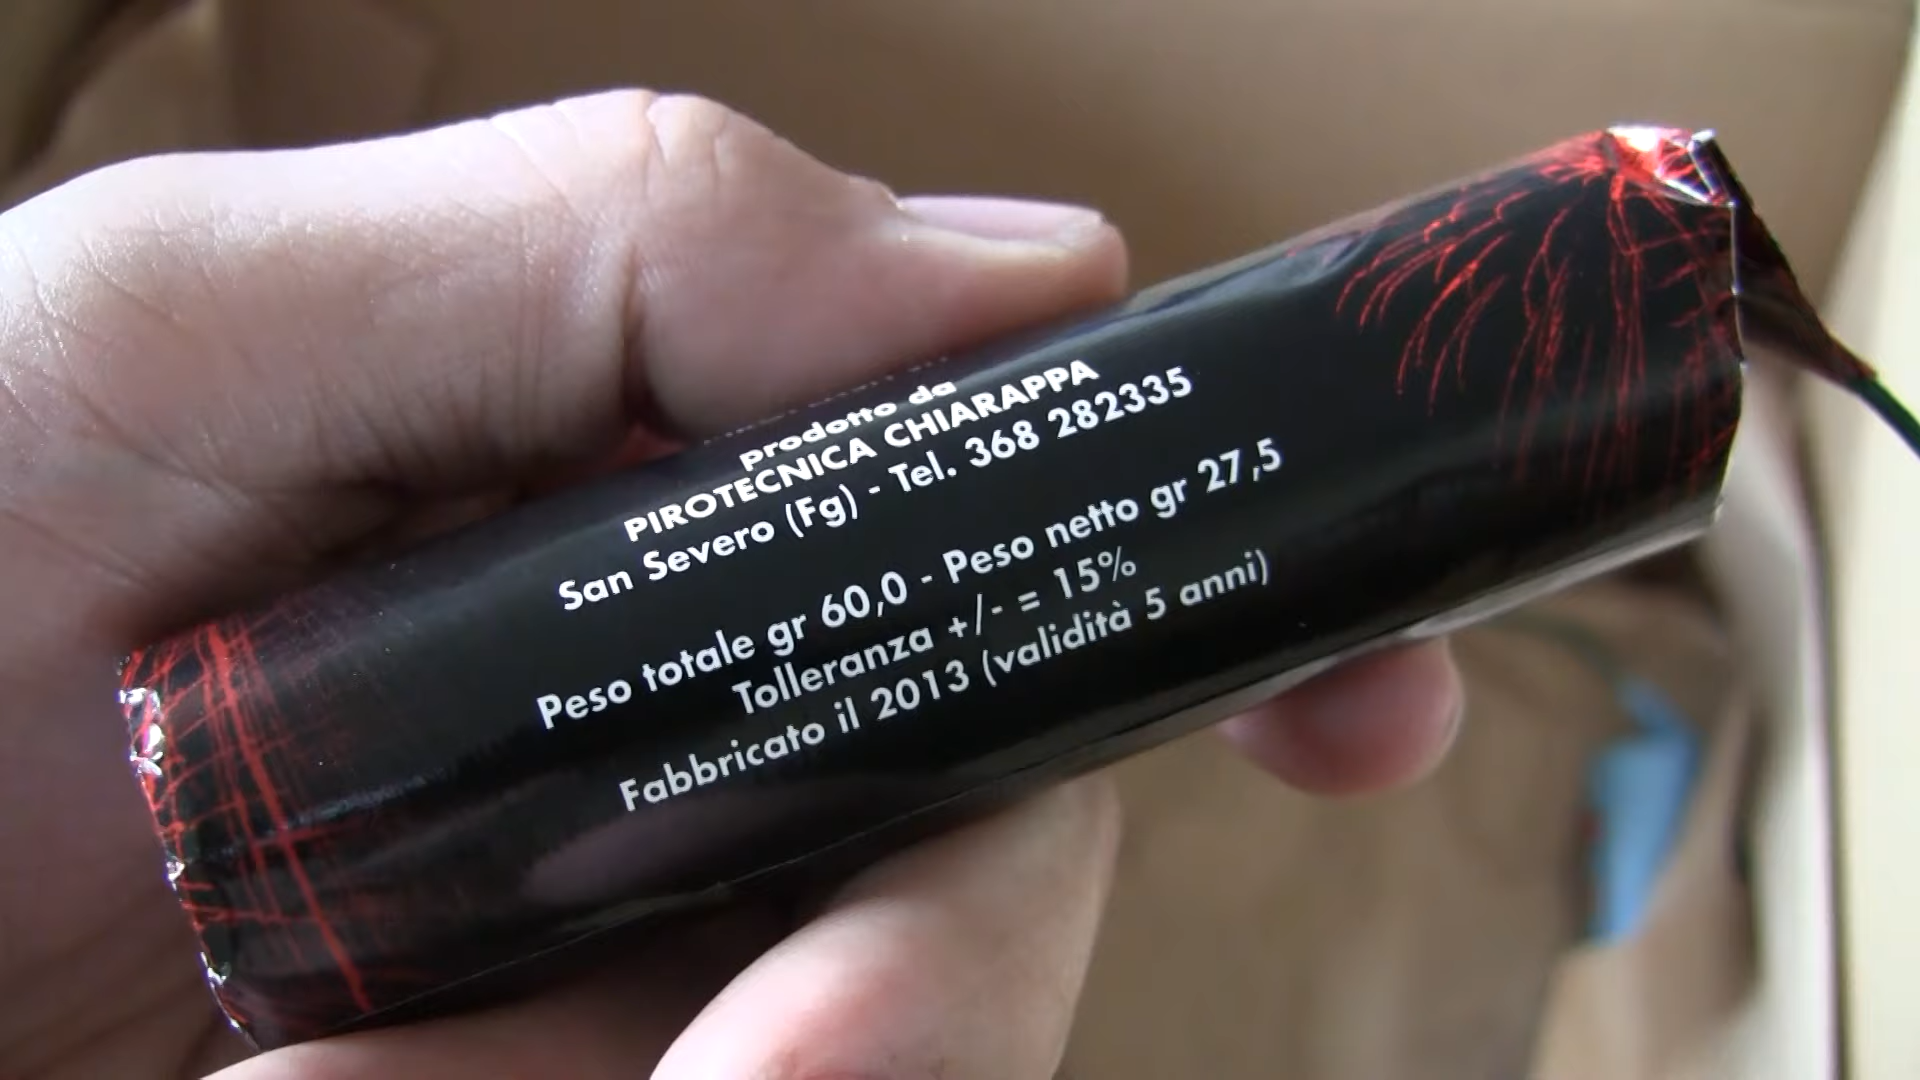 prodotto da
PIROTECNICA CHIARAPPA
San Severo (Fg) - Tel. 368 282335
Peso totale gr 60,0 - Peso netto gr 27,5
Tolleranza +/- = 15%
Fabbricato il 2013 (validità 5 anni)